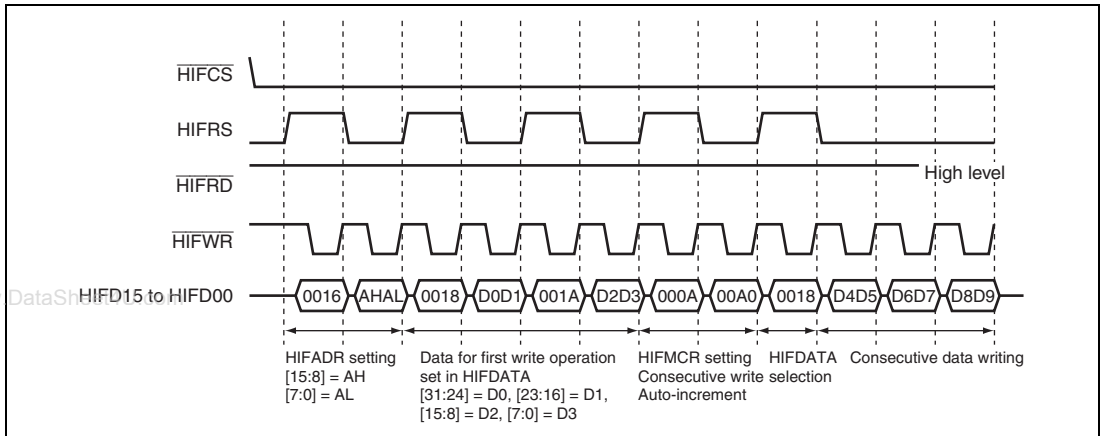 HIFCS
HIFRS
HIFRD
High level
HIFWR
HIFD15 to HIFD00
0016 AHAL 0018 D0D1 001A D2D3 000A 00A0 0018 D4D5 D6D7 D8D9
HIFADR setting
[15:8] = AH
[7:0] = AL
Data for first write operation
set in HIFDATA
[31:24] = D0, [23:16] = D1,
[15:8] = D2, [7:0] = D3
HIFMCR setting
Consecutive write selection
Auto-increment
HIFDATA
Consecutive data writing